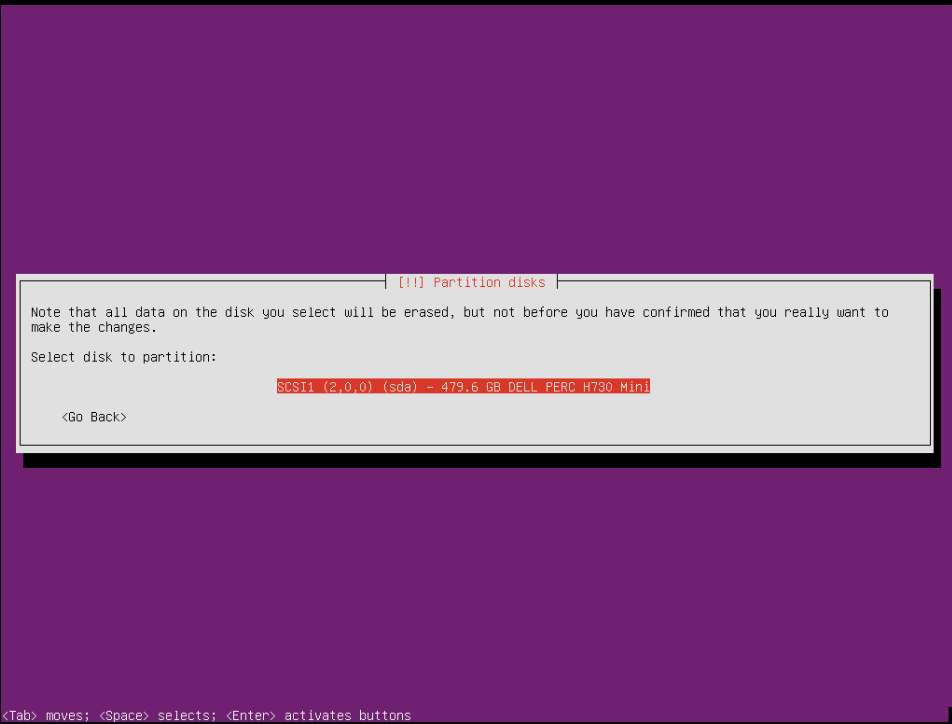 [!!] Partition disks
Note that all data on the disk you select will be erased, but not before you have confirmed that you really want to
make the changes.
Select disk to partition:
SCSI1 (2,0,0) (sda) - 479.6 GB DELL PERC H730 Mini
<Go Back>
<Tab> moves; <Space> selects; <Enter> activates buttons